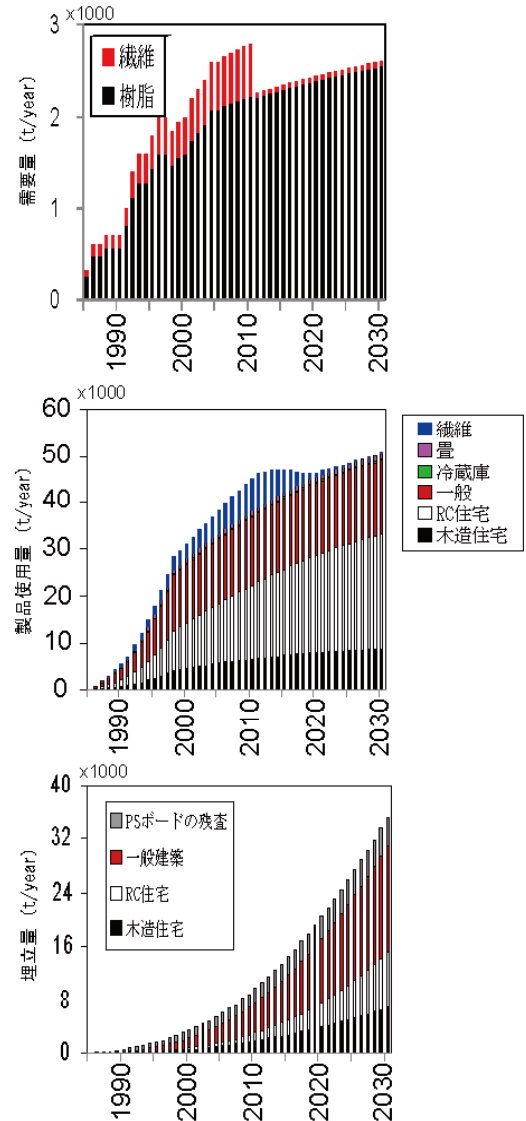 3 ×1000
繊維
樹脂
2
1
0
需要量 (t/year)
1990 2000 2010 2020 2030
×1000
60
50
40
30
20
10
0
製品使用量 (t/year)
繊維
畳
冷蔵庫
一般
RC住宅
木造住宅
1990 2000 2010 2020 2030
40 ×1000
32
24
16
8
0
埋立量 (t/year)
PSボードの残査
一般建築
RC住宅
木造住宅
1990 2000 2010 2020 2030